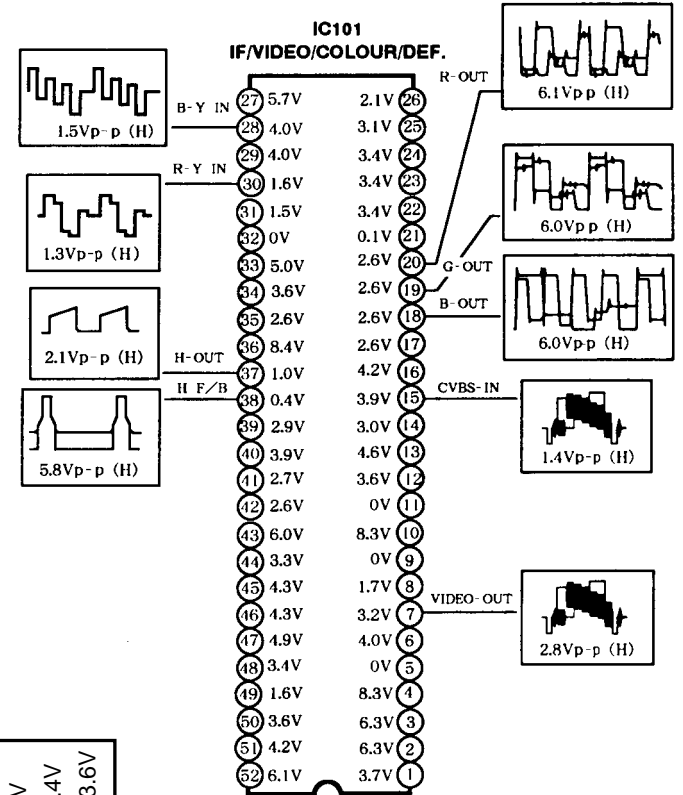 IC101
IF/VIDEO/COLOUR/DEF.
1.5Vp-p (H)
B-Y IN
R-Y IN
1.3Vp-p (H)
2.1Vp-p (H)
H-OUT
H F/B
5.8Vp-p (H)
27 5.7V 2.1V 26
28 4.0V 3.1V 25
29 4.0V 3.4V 24
30 1.6V 3.4V 23
31 1.5V 3.4V 22
32 0V 0.1V 21
33 5.0V 2.6V 20
34 3.6V 2.6V 19
35 2.6V 2.6V 18
36 8.4V 2.6V 17
37 1.0V 4.2V 16
38 0.4V 3.9V 15
39 2.9V 3.0V 14
40 3.9V 4.6V 13
41 2.7V 3.6V 12
42 2.6V 0V 11
43 6.0V 8.3V 10
44 3.3V 0V 9
45 4.3V 1.7V 8
46 4.3V 3.2V 7
47 4.9V 4.0V 6
48 3.4V 0V 5
49 1.6V 8.3V 4
50 3.6V 6.3V 3
51 4.2V 6.3V 2
52 6.1V 3.7V 1
R-OUT
6.1Vpp (H)
G-OUT
6.0Vpp (H)
B-OUT
6.0Vp-p (H)
CVBS-IN
1.4Vp-p (H)
VIDEO-OUT
2.8Vp-p (H)
V
.4V
3.6V